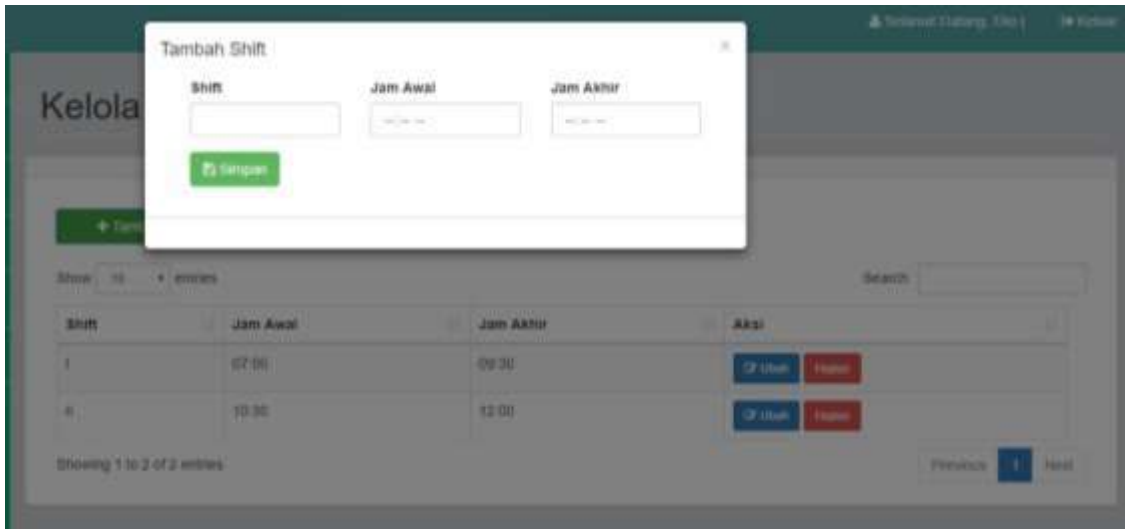 Selamat Datang, Keluar
Tambah Shift ×
Shift Jam Awal Jam Akhir
--:-- -- --:-- --
Kelola
Simpan
Show 10 entries Search
Shift Jam Awal Jam Akhir Aksi
I 07:00 09:30 Ubah Hapus
II 10:30 12:00 Ubah Hapus
Showing 1 to 2 of 2 entries Previous 1 Next